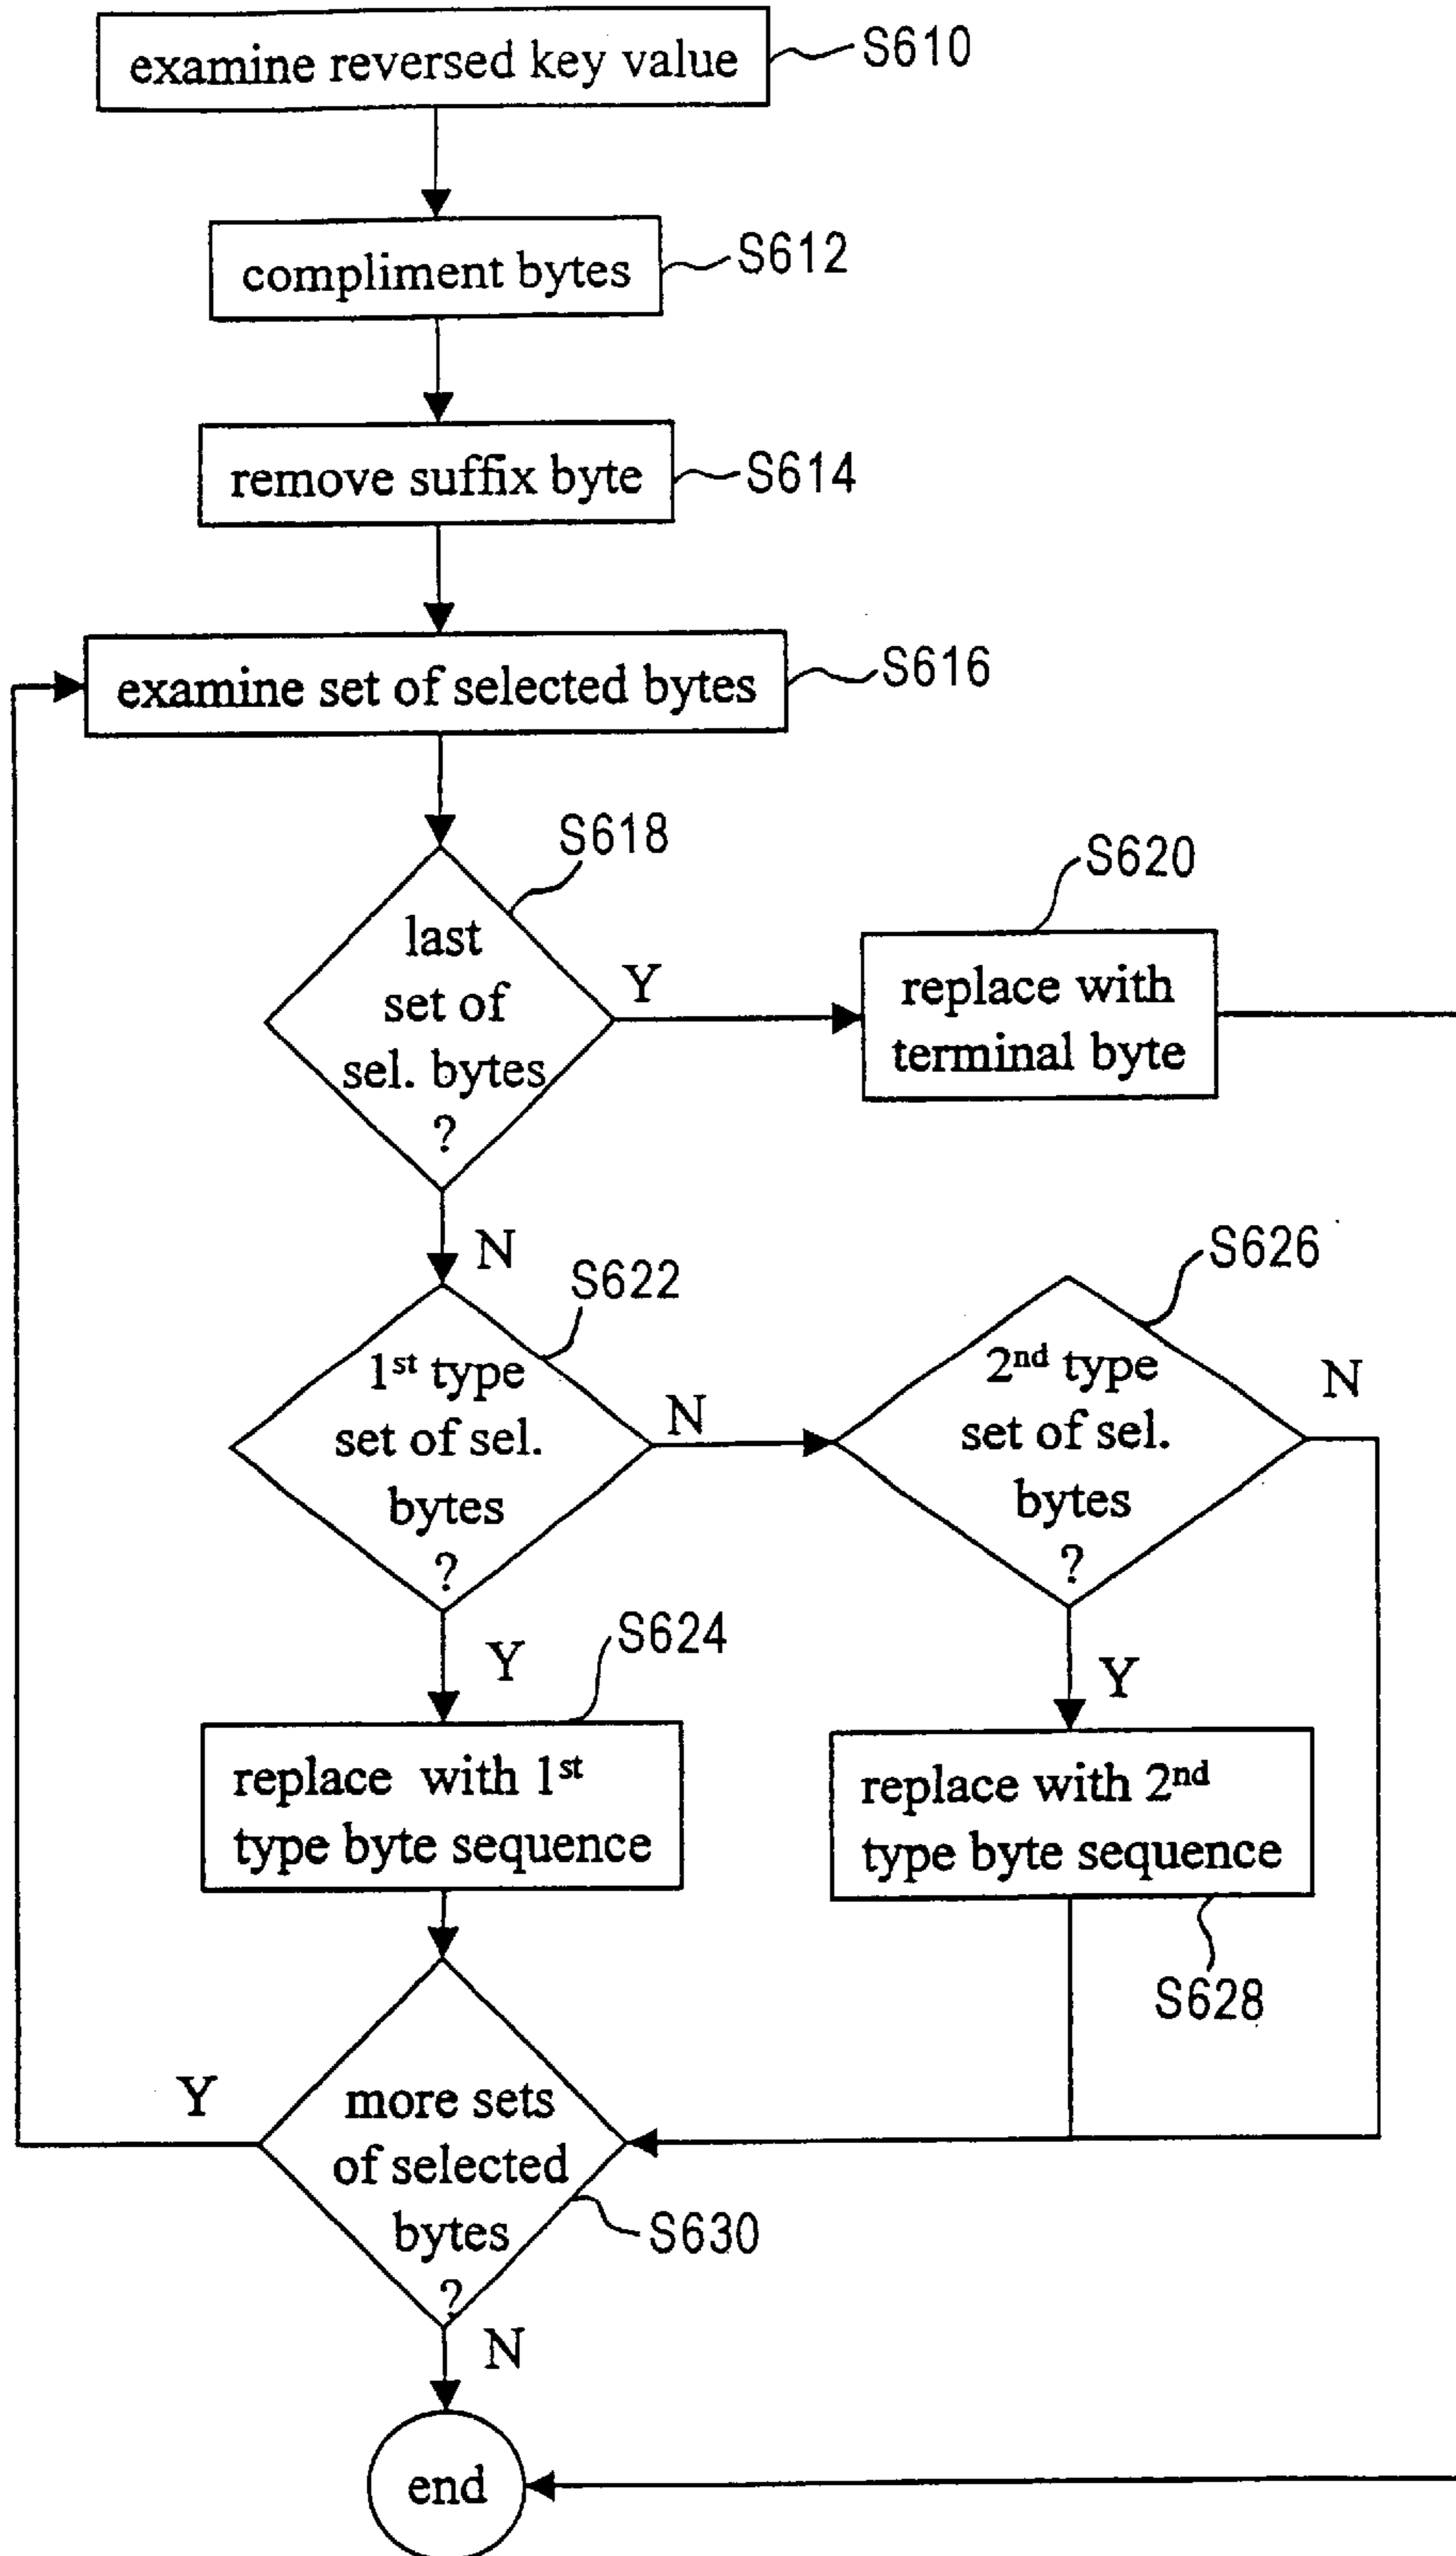 examine reversed key value
S610
compliment bytes
S612
remove suffix byte
S614
examine set of selected bytes
S616
S618
last
set of
sel. bytes
?
Y
S620
replace with
terminal byte
N
S622
1st type
set of sel.
bytes
?
N
S626
2nd type
set of sel.
bytes
?
N
Y
S624
replace with 1st
type byte sequence
Y
replace with 2nd
type byte sequence
S628
Y
more sets
of selected
bytes
?
S630
N
end